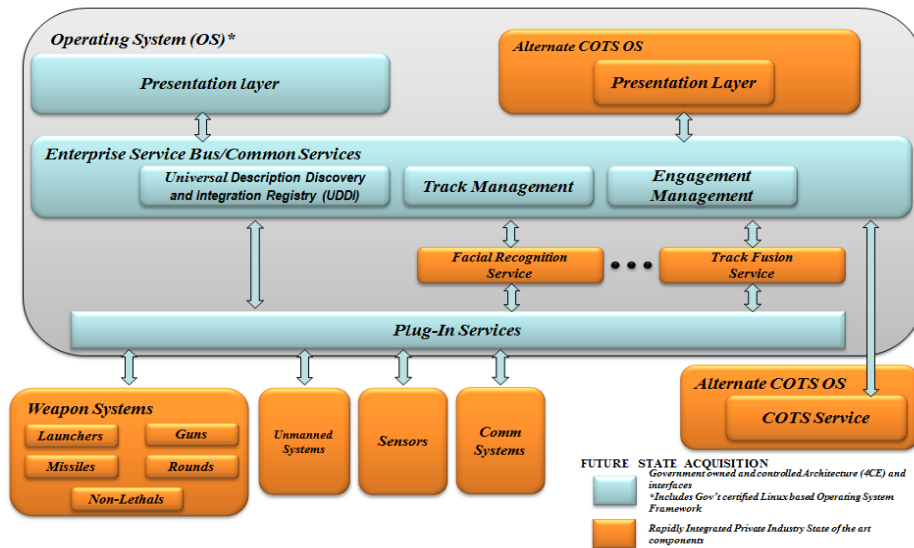 Operating System (OS)*
Presentation layer
Alternate COTS OS
Presentation Layer
Enterprise Service Bus/Common Services
Universal Description Discovery
and Integration Registry (UDDI)
Track Management
Engagement
Management
Facial Recognition
Service
Track Fusion
Service
Plug-In Services
Weapon Systems
Launchers
Guns
Missiles
Rounds
Non-Lethals
Unmanned
Systems
Sensors
Comm
Systems
Alternate COTS OS
COTS Service
FUTURE STATE ACQUISITION
Government owned and controlled Architecture (4CE) and
interfaces
*Includes Gov't certified Linux based Operating System
Framework
Rapidly Integrated Private Industry State of the art
components